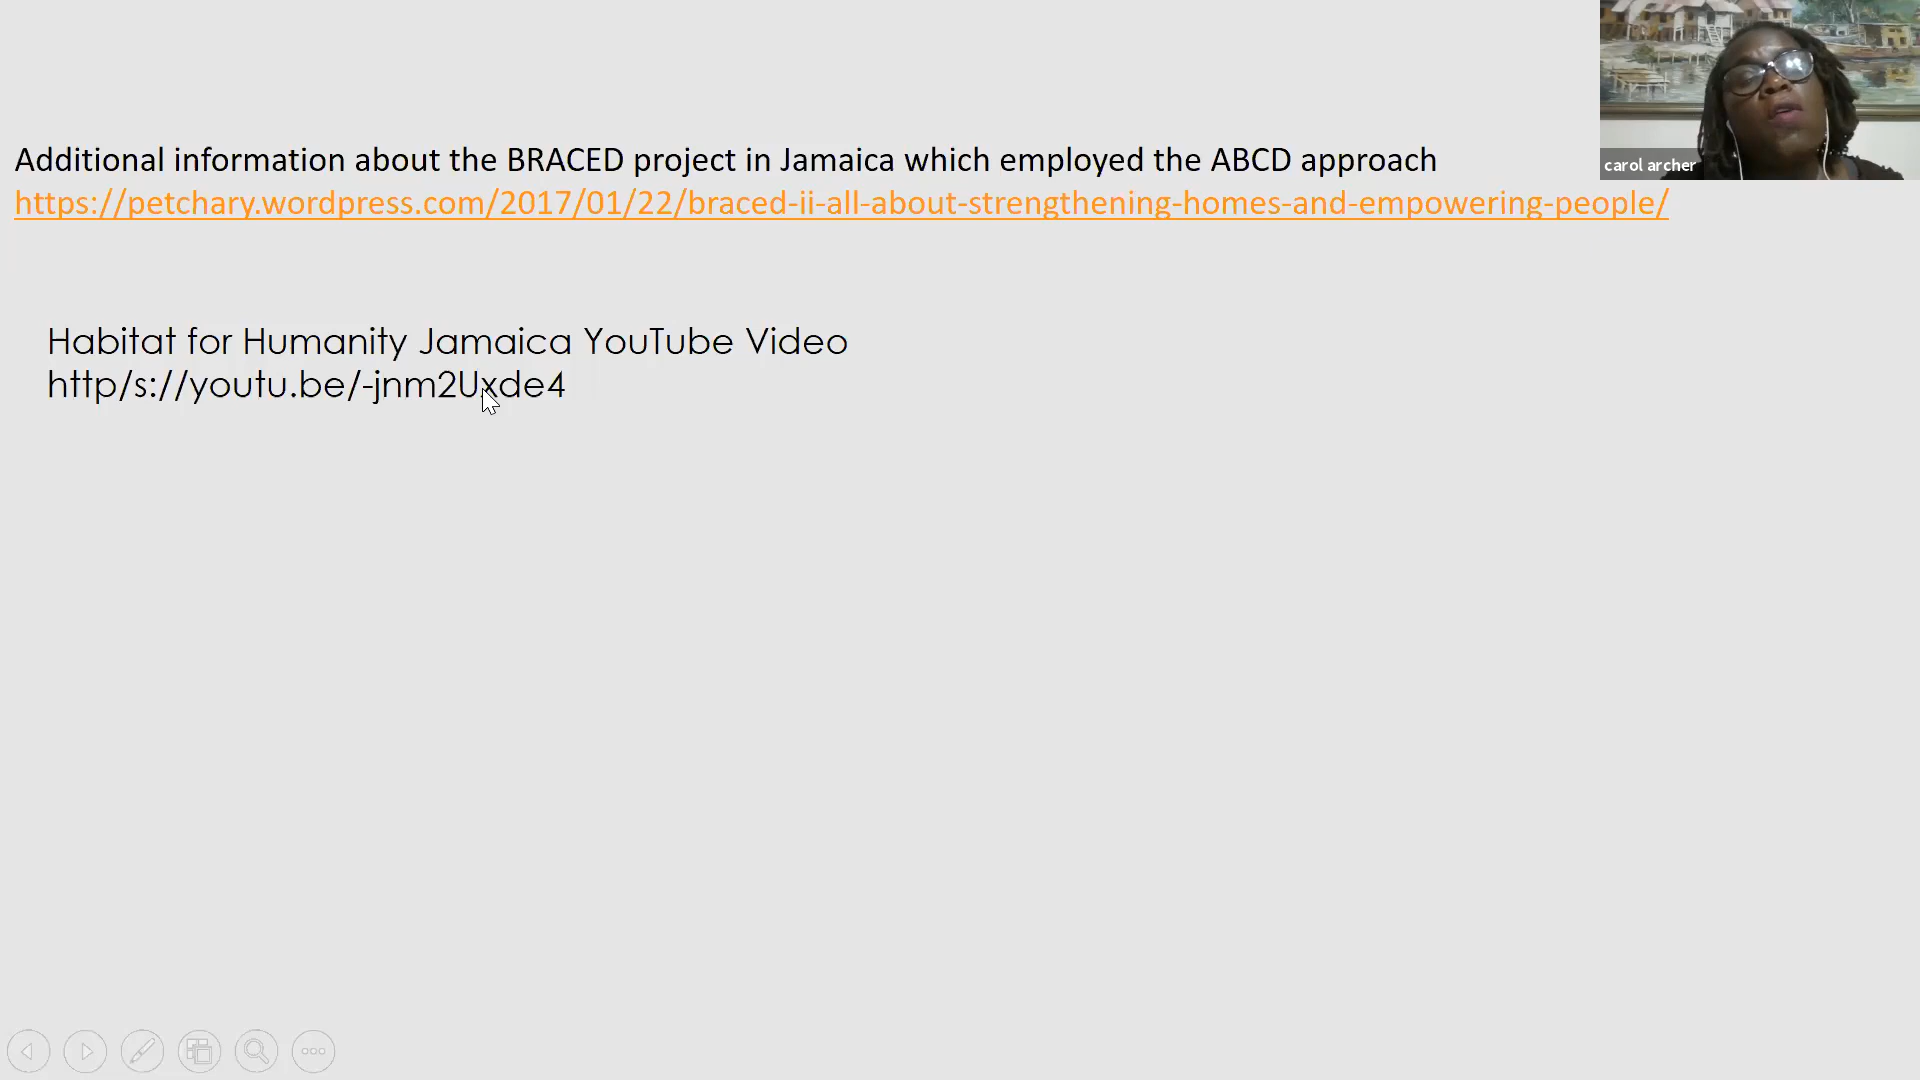 Additional information about the BRACED project in Jamaica which employed the ABCD approach
https://petchary.wordpress.com/2017/01/22/braced-ii-all-about-strengthening-homes-and-empowering-people/
carol archer
Habitat for Humanity Jamaica YouTube Video
http/s://youtu.be/-jnm2Uxde4